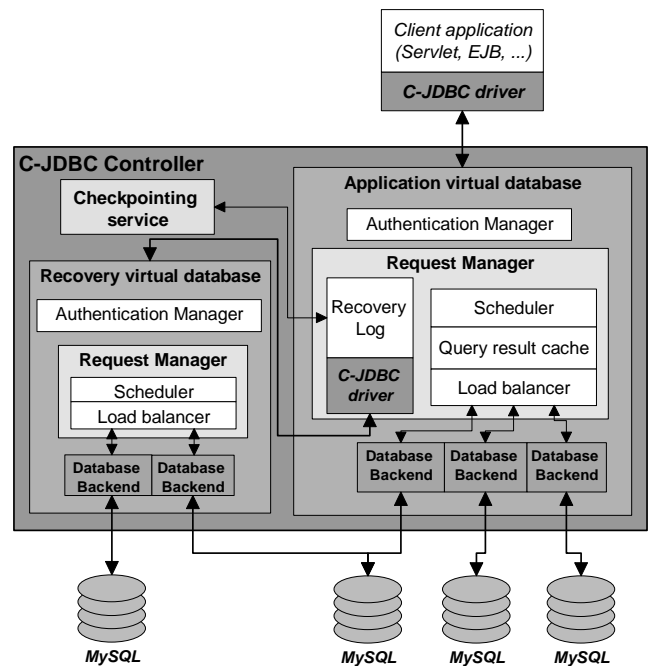 Client application
(Servlet, EJB, ...)
C-JDBC driver
C-JDBC Controller
Checkpointing
service
Application virtual database
Authentication Manager
Request Manager
Recovery
Log
C-JDBC
driver
Scheduler
Query result cache
Load balancer
Recovery virtual database
Authentication Manager
Request Manager
Scheduler
Load balancer
Database
Backend
Database
Backend
Database
Backend
Database
Backend
Database
Backend
MySQL
MySQL
MySQL
MySQL